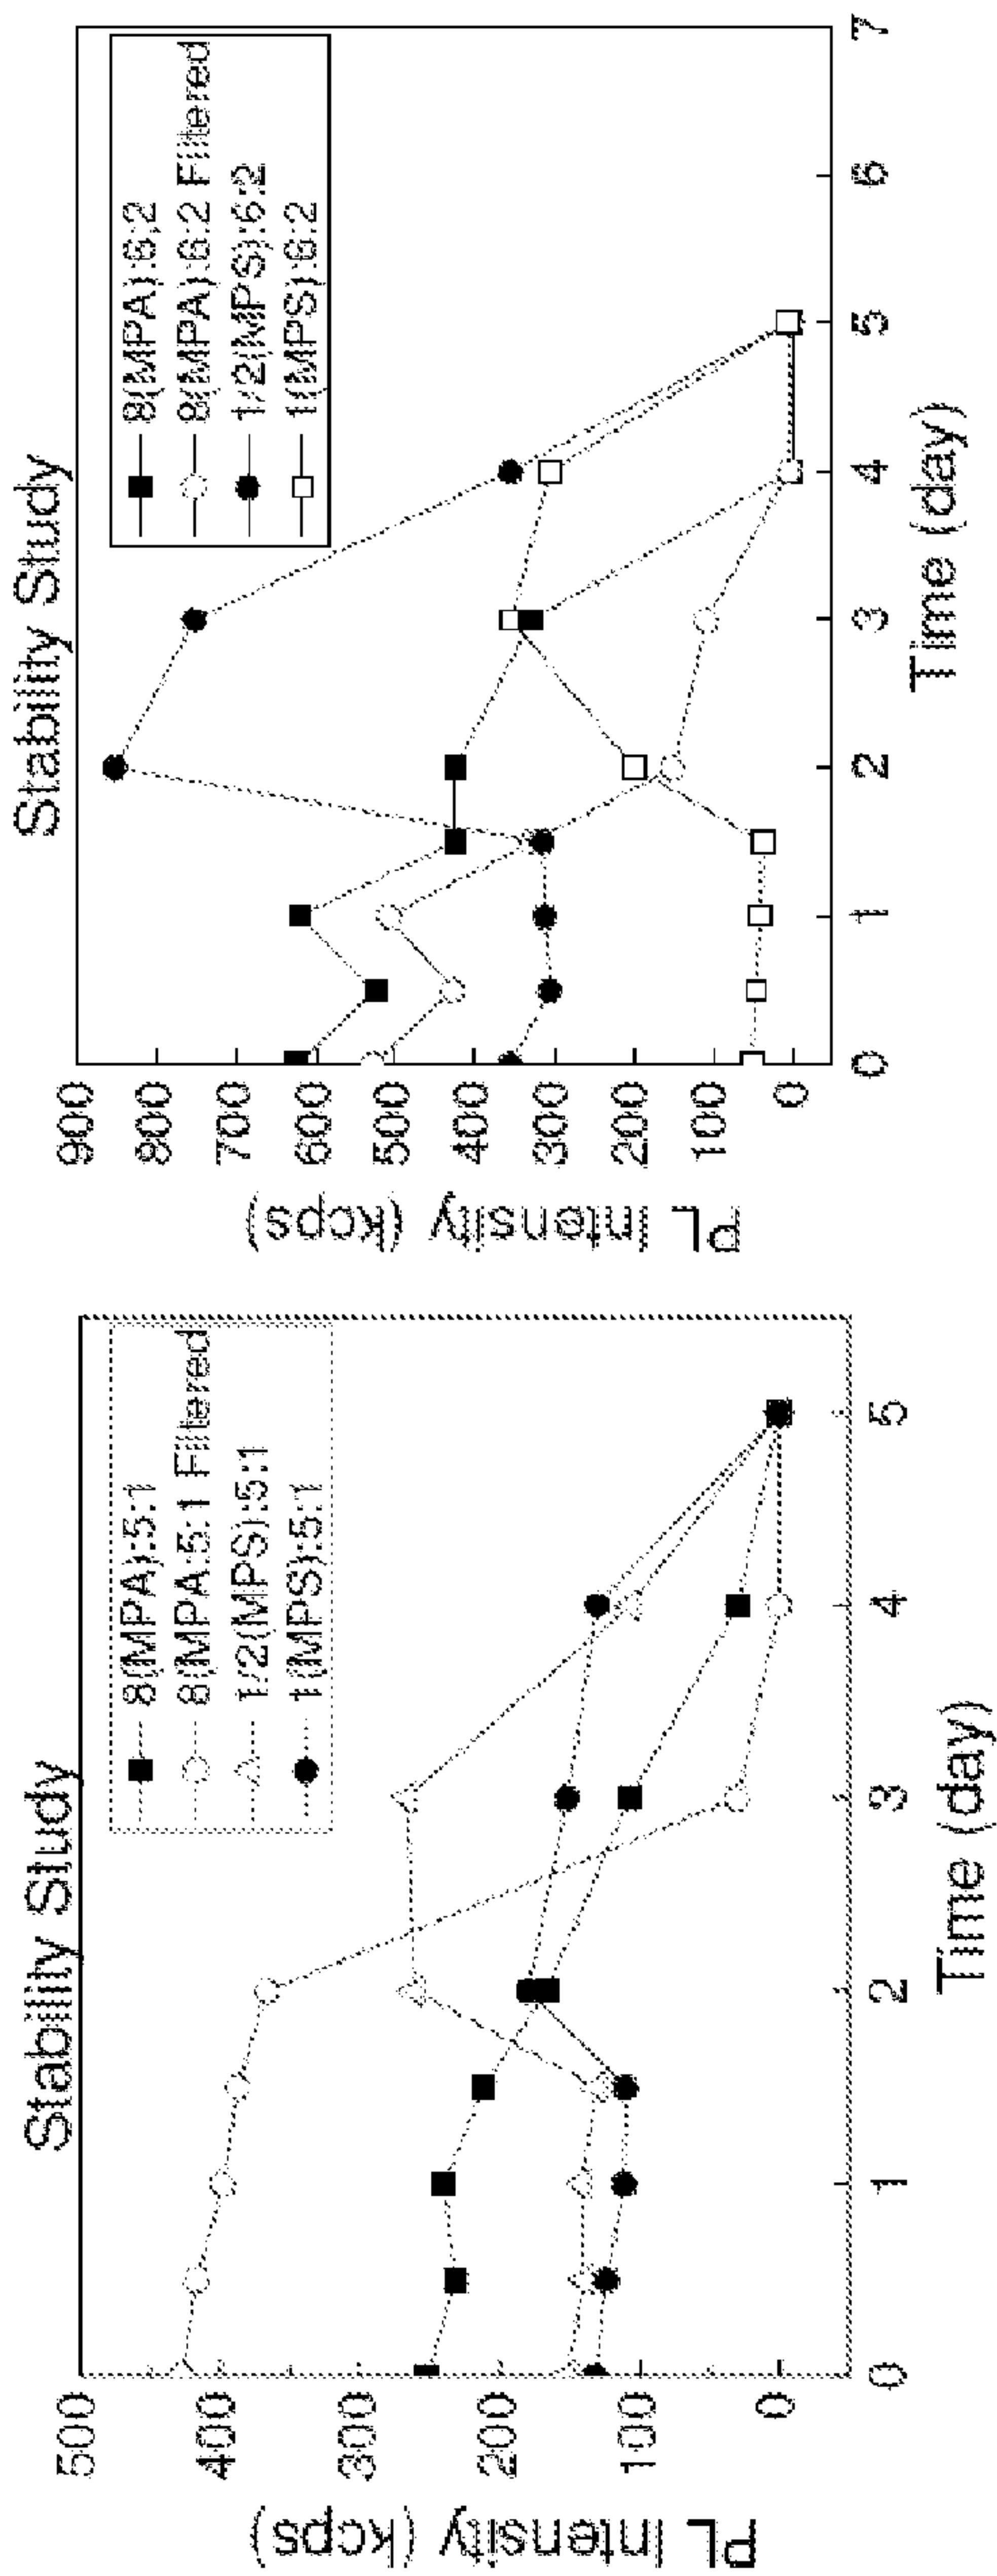 Stability Study
PL Intensity (kcps)
500
400
300
200
100
0
8(MPA):5:1
8(MPA:5:1 Filtered
1/2(MPS):5:1
1(MPS):5:1
0 1 2 3 4 5
Time (day)
Stability Study
PL Intensity (kcps)
900
800
700
600
500
400
300
200
100
0
8(MPA):6:2
8(MPA):6:2 Filtered
1/2(MPS):6:2
1(MPS):6:2
0 1 2 3 4 5 6 7
Time (day)